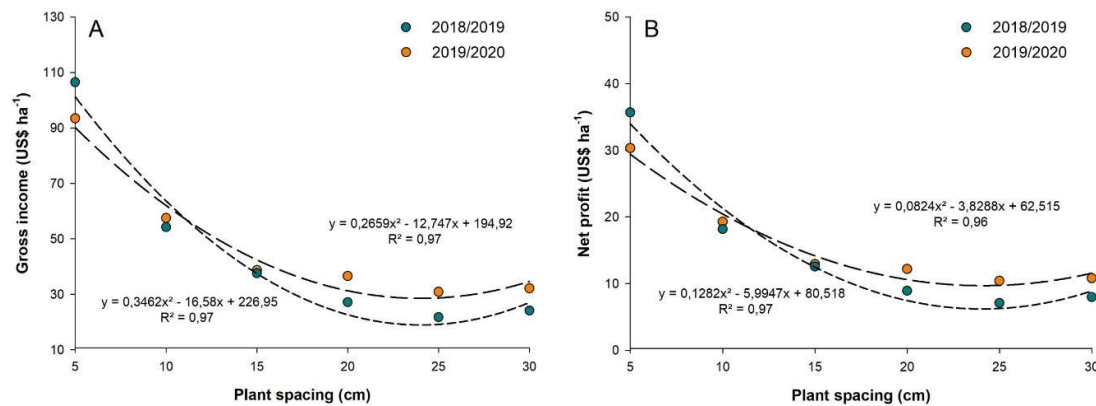 A
2018/2019
2019/2020
Gross income (US$ ha⁻¹)
130
110
90
70
50
30
10
y = 0,2659x² - 12,747x + 194,92
R² = 0,97
y = 0,3462x² - 16,58x + 226,95
R² = 0,97
5 10 15 20 25 30
Plant spacing (cm)
B
2018/2019
2019/2020
Net profit (US$ ha⁻¹)
50
40
30
20
10
0
y = 0,0824x² - 3,8288x + 62,515
R² = 0,96
y = 0,1282x² - 5,9947x + 80,518
R² = 0,97
5 10 15 20 25 30
Plant spacing (cm)